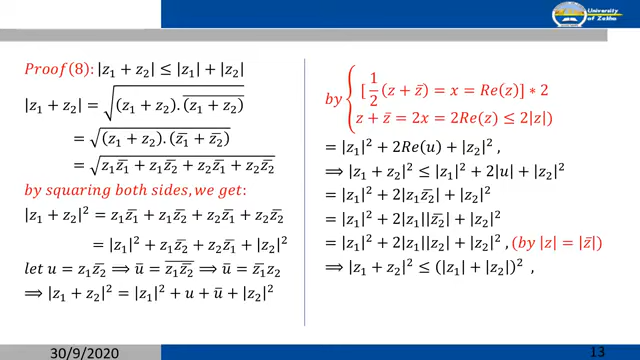 University
of Zakho
Proof(8): |z₁ + z₂| ≤ |z₁| + |z₂|
|z₁ + z₂| = √((z₁ + z₂). \overline{(z₁ + z₂)})
= √((z₁ + z₂). (z̄₁ + z̄₂))
= √(z₁z̄₁ + z₁z̄₂ + z₂z̄₁ + z₂z̄₂)
by squaring both sides, we get:
|z₁ + z₂|² = z₁z̄₁ + z₁z̄₂ + z₂z̄₁ + z₂z̄₂
= |z₁|² + z₁z̄₂ + z₂z̄₁ + |z₂|²
let u = z₁z̄₂ ⟹ ū = \overline{z₁z̄₂} ⟹ ū = z̄₁z₂
⟹ |z₁ + z₂|² = |z₁|² + u + ū + |z₂|²
by { [ 1/2 (z + z̄) = x = Re(z)] ∗ 2
z + z̄ = 2x = 2Re(z) ≤ 2|z|)
= |z₁|² + 2Re(u) + |z₂|² ,
⟹ |z₁ + z₂|² ≤ |z₁|² + 2|u| + |z₂|²
= |z₁|² + 2|z₁z̄₂| + |z₂|²
= |z₁|² + 2|z₁||z̄₂| + |z₂|²
= |z₁|² + 2|z₁||z₂| + |z₂|² , (by |z| = |z̄|)
⟹ |z₁ + z₂|² ≤ (|z₁| + |z₂|)² ,
30/9/2020
13